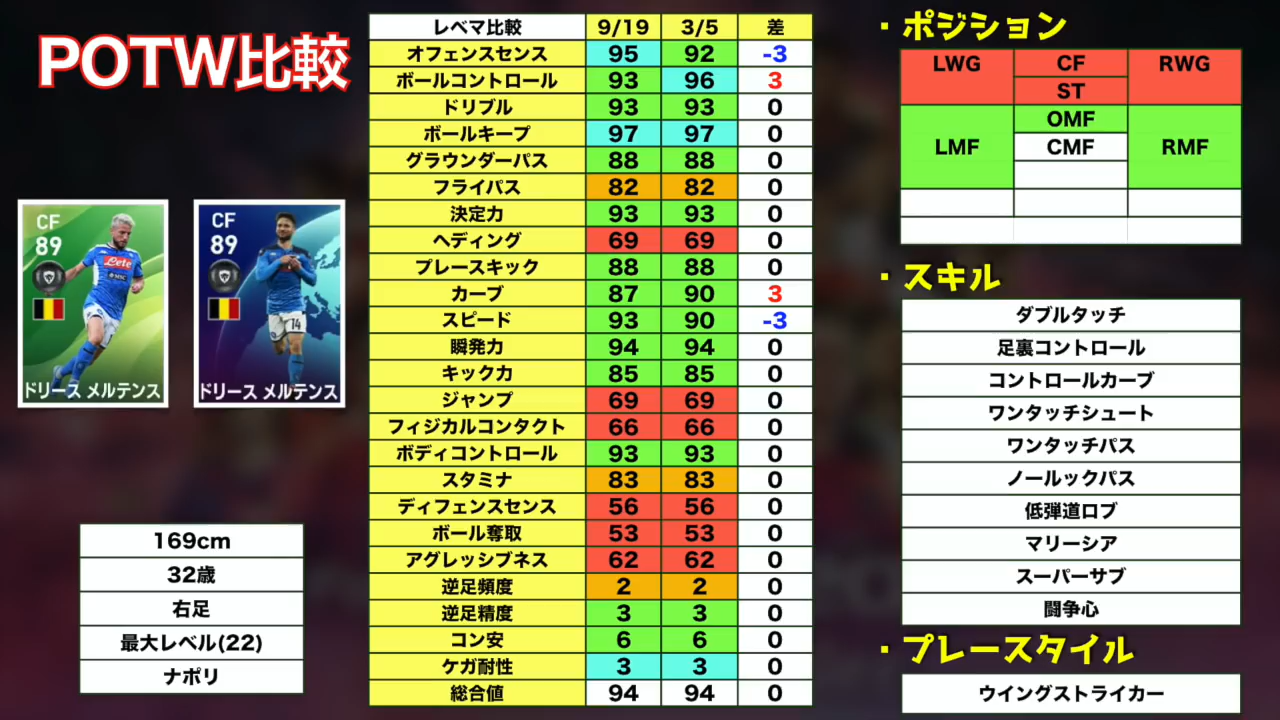 POTW比較
CF
89
Lete
MSC
ドリース メルテンス
CF
89
14
ドリース メルテンス
169cm
32歳
右足
最大レベル(22)
ナポリ
レベマ比較 9/19 3/5 差
オフェンスセンス 95 92 -3
ボールコントロール 93 96 3
ドリブル 93 93 0
ボールキープ 97 97 0
グラウンダーパス 88 88 0
フライパス 82 82 0
決定力 93 93 0
ヘディング 69 69 0
プレースキック 88 88 0
カーブ 87 90 3
スピード 93 90 -3
瞬発力 94 94 0
キック力 85 85 0
ジャンプ 69 69 0
フィジカルコンタクト 66 66 0
ボディコントロール 93 93 0
スタミナ 83 83 0
ディフェンスセンス 56 56 0
ボール奪取 53 53 0
アグレッシブネス 62 62 0
逆足頻度 2 2 0
逆足精度 3 3 0
コン安 6 6 0
ケガ耐性 3 3 0
総合値 94 94 0
・ポジション
LWG CF RWG
ST
OMF
LMF CMF RMF
・スキル
ダブルタッチ
足裏コントロール
コントロールカーブ
ワンタッチシュート
ワンタッチパス
ノールックパス
低弾道ロブ
マリーシア
スーパーサブ
闘争心
・プレースタイル
ウイングストライカー